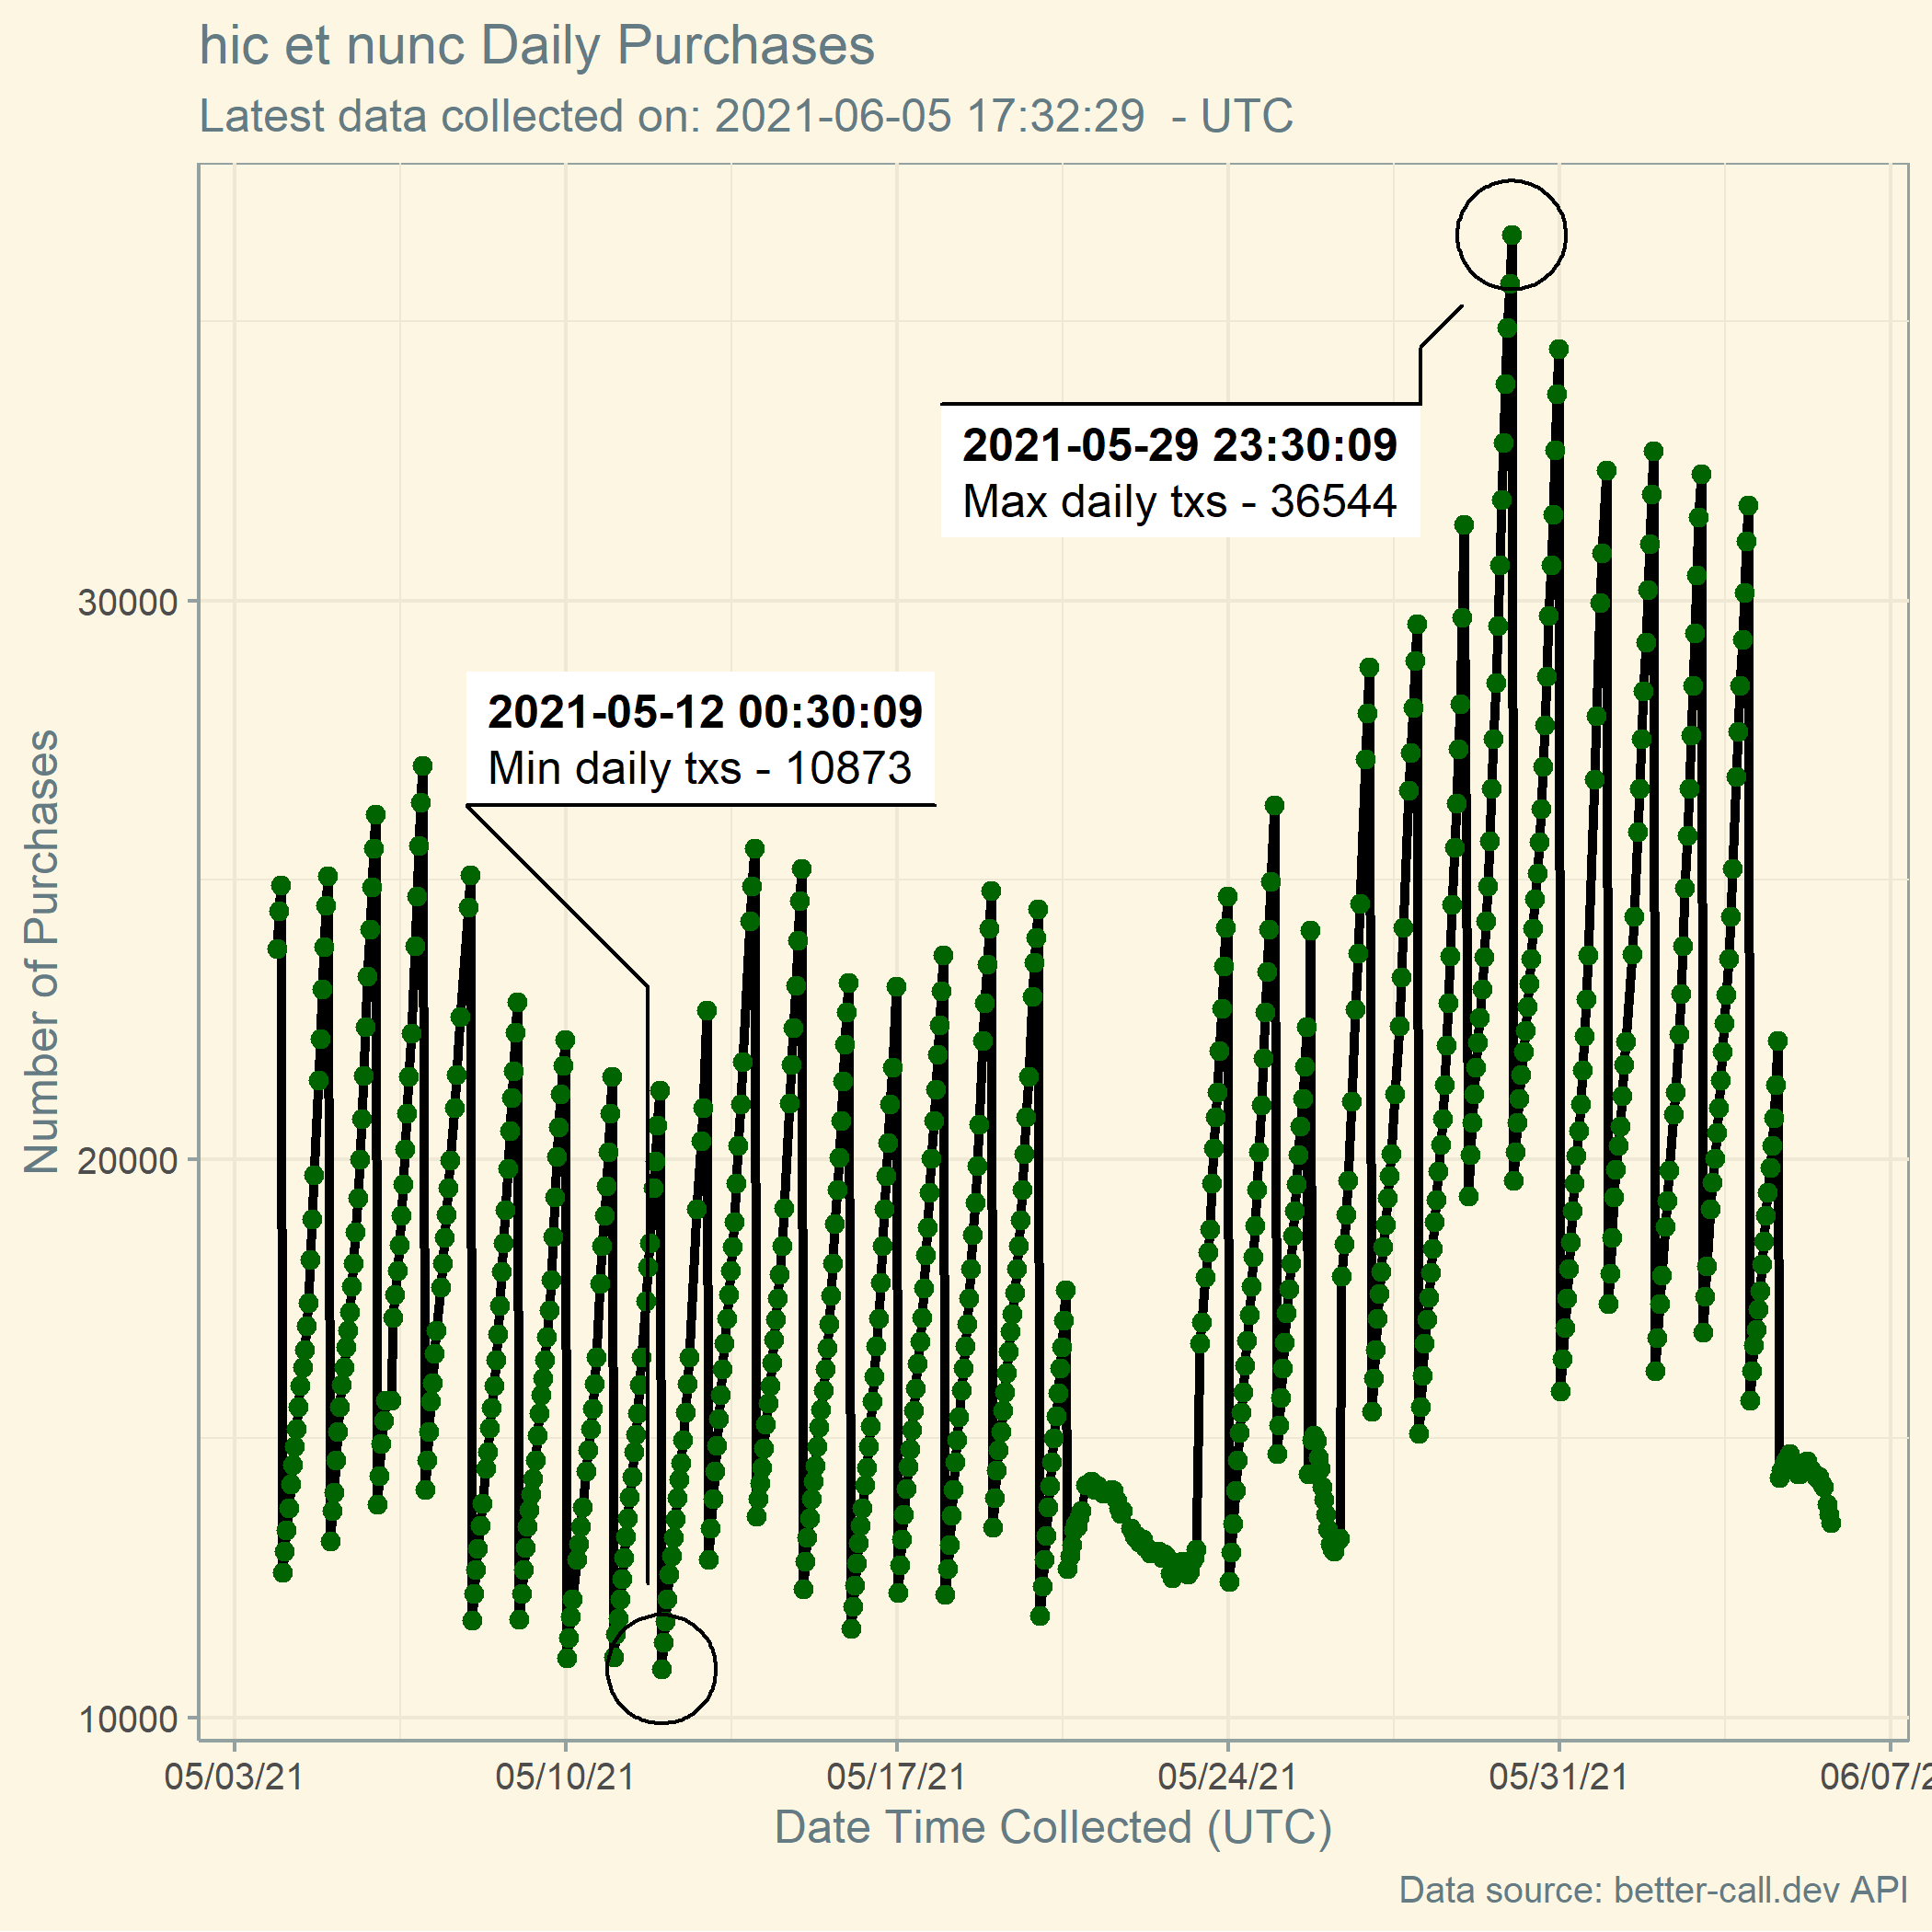 hic et nunc Daily Purchases
Latest data collected on: 2021-06-05 17:32:29 - UTC
2021-05-29 23:30:09
Max daily txs - 36544
30000
2021-05-12 00:30:09
Min daily txs - 10873
Number of Purchases
20000
10000
05/03/21 05/10/21 05/17/21 05/24/21 05/31/21 06/07/2
Date Time Collected (UTC)
Data source: better-call.dev API